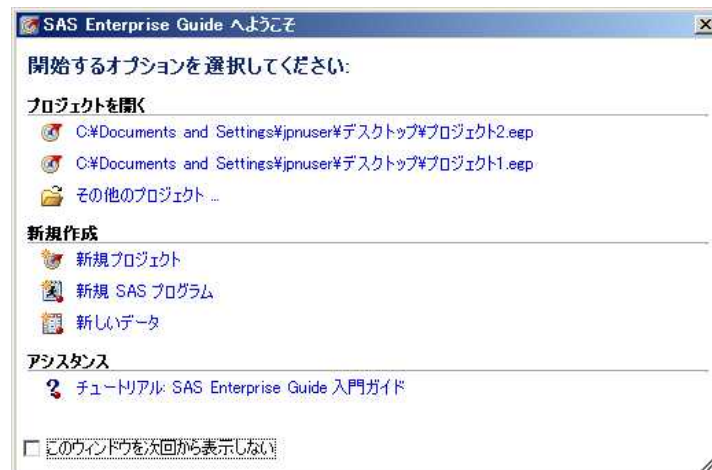 SAS Enterprise Guide へようこそ
開始するオプションを選択してください:
プロジェクトを開く
C:¥Documents and Settings¥jpnuser¥デスクトップ¥プロジェクト2.egp
C:¥Documents and Settings¥jpnuser¥デスクトップ¥プロジェクト1.egp
その他のプロジェクト ...
新規作成
新規プロジェクト
新規 SAS プログラム
新しいデータ
アシスタンス
チュートリアル: SAS Enterprise Guide 入門ガイド
このウィンドウを次回から表示しない